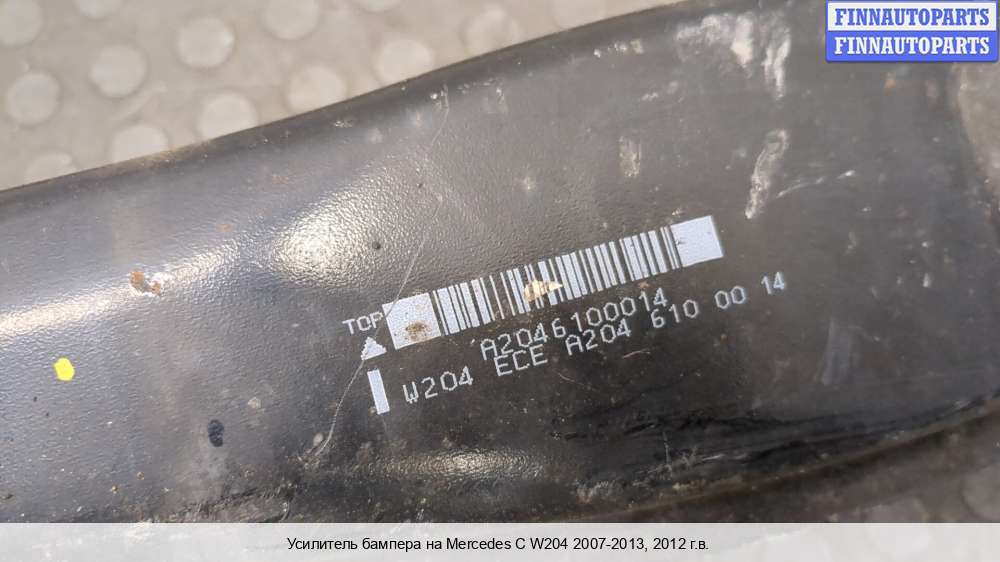 FINNAUTOPARTS
FINNAUTOPARTS
TOP
A2046100014
W204 ECE A204 610 00 14
Усилитель бампера на Mercedes C W204 2007-2013, 2012 г.в.